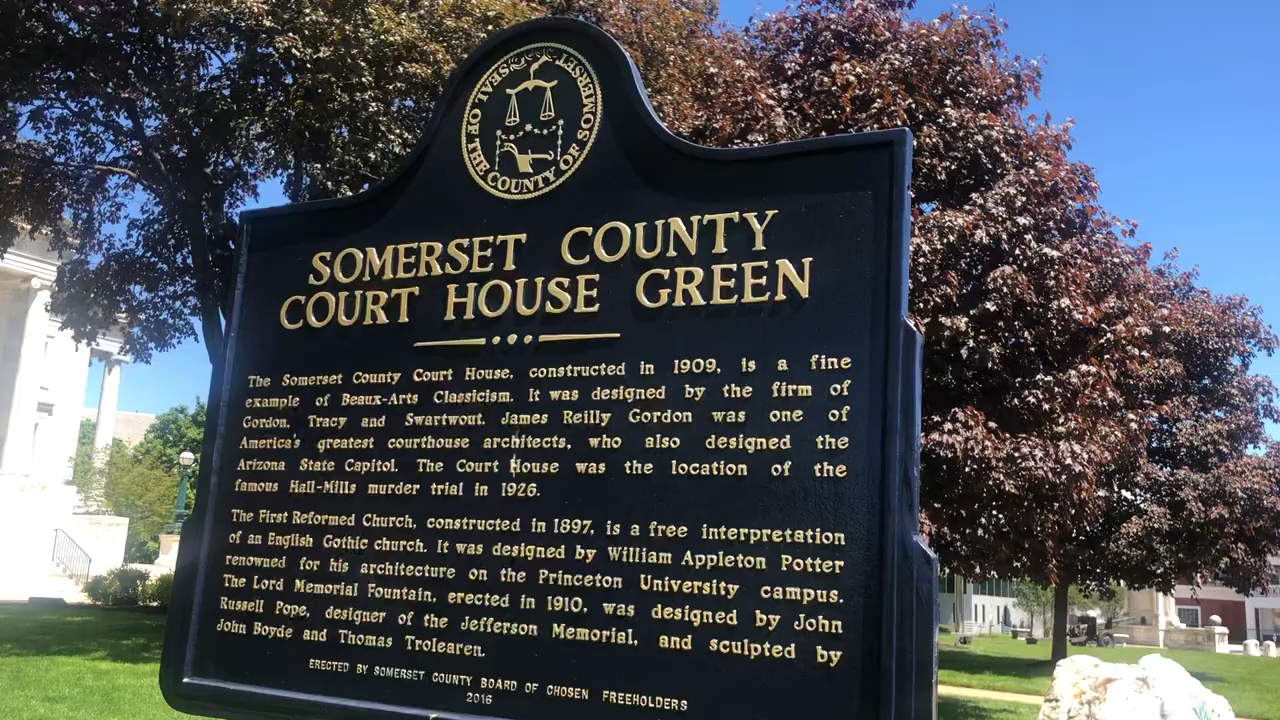 SEAL OF THE COUNTY OF SOMERSET
SOMERSET COUNTY
COURT HOUSE GREEN
The Somerset County Court House, constructed in 1909, is a fine
example of Beaux-Arts Classicism. It was designed by the firm of
Gordon, Tracy and Swartwout. James Reilly Gordon was one of
America's greatest courthouse architects, who also designed the
Arizona State Capitol. The Court House was the location of the
famous Hall-Mills murder trial in 1926.
The First Reformed Church, constructed in 1897, is a free interpretation
of an English Gothic church. It was designed by William Appleton Potter
renowned for his architecture on the Princeton University campus.
The Lord Memorial Fountain, erected in 1910, was designed by John
Russell Pope, designer of the Jefferson Memorial, and sculpted by
John Boyde and Thomas Trolearen.
ERECTED BY SOMERSET COUNTY BOARD OF CHOSEN FREEHOLDERS
2016